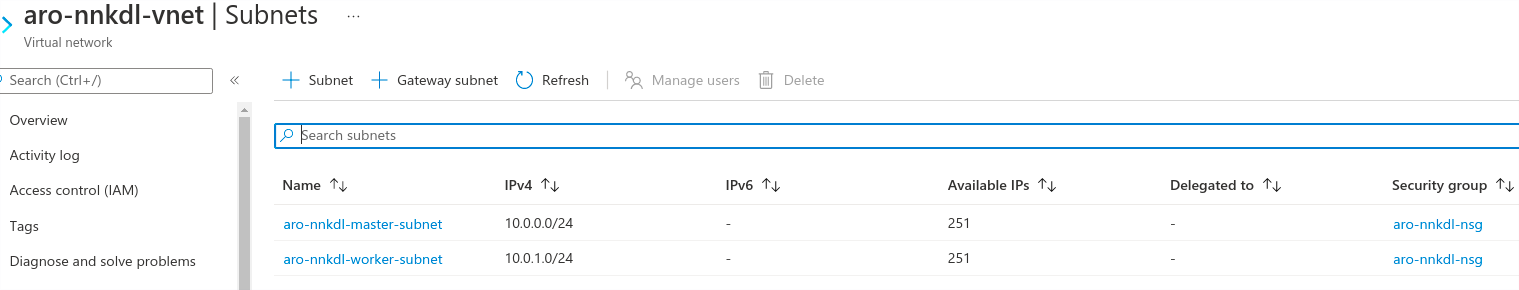 aro-nnkdl-vnet | Subnets ...
Virtual network
Search (Ctrl+/) «
Subnet Gateway subnet Refresh Manage users Delete
Overview
Search subnets
Activity log
Access control (IAM)
Name IPv4 IPv6 Available IPs Delegated to Security group
Tags
aro-nnkdl-master-subnet 10.0.0.0/24 - 251 - aro-nnkdl-nsg
Diagnose and solve problems
aro-nnkdl-worker-subnet 10.0.1.0/24 - 251 - aro-nnkdl-nsg